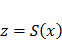 z = S(x)